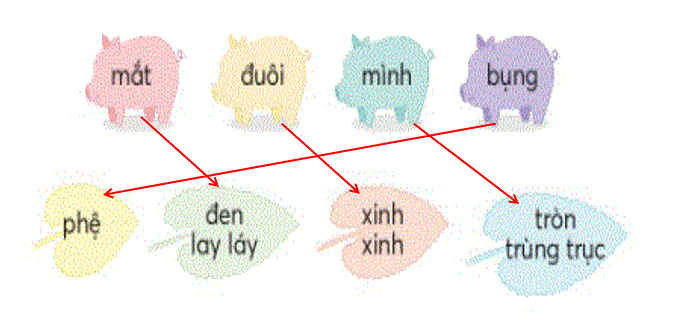 mắt đuôi mình bụng
phệ
đen
lay láy
xinh
xinh
tròn
trùng trục